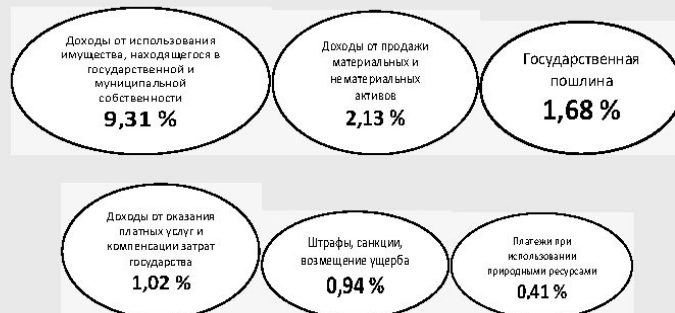 Доходы от использования
имущества, находящегося в
государственной и
муниципальной
собственности
9,31 %
Доходы от продажи
материальных и
нематериальных
активов
2,13 %
Государственная
пошлина
1,68 %
Доходы от оказания
платных услуг и
компенсации затрат
государства
1,02 %
Штрафы, санкции,
возмещение ущерба
0,94 %
Платежи при
использовании
природными ресурсами
0,41 %